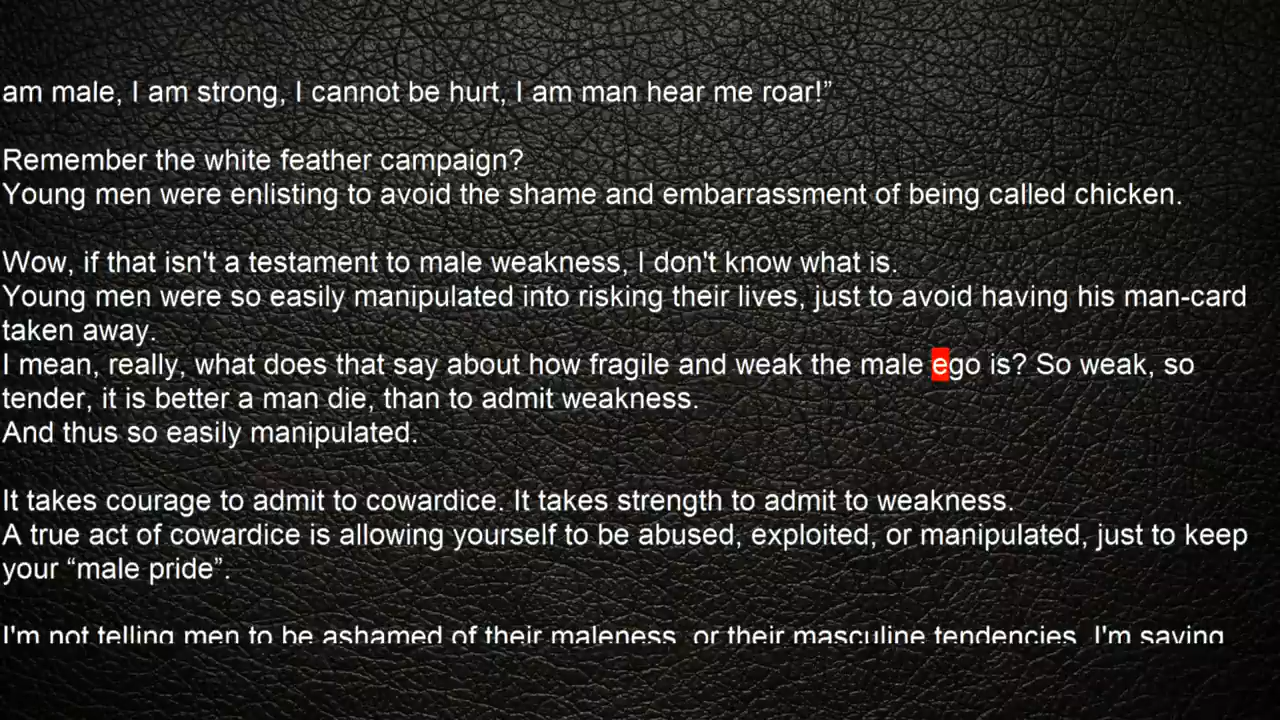 am male, I am strong, I cannot be hurt, I am man hear me roar!”
Remember the white feather campaign?
Young men were enlisting to avoid the shame and embarrassment of being called chicken.
Wow, if that isn't a testament to male weakness, I don't know what is.
Young men were so easily manipulated into risking their lives, just to avoid having his man-card
taken away.
I mean, really, what does that say about how fragile and weak the male ego is? So weak, so
tender, it is better a man die, than to admit weakness.
And thus so easily manipulated.
It takes courage to admit to cowardice. It takes strength to admit to weakness.
A true act of cowardice is allowing yourself to be abused, exploited, or manipulated, just to keep
your “male pride”.
I'm not telling men to be ashamed of their maleness, or their masculine tendencies. I'm saying